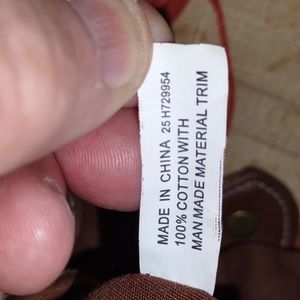 MADE IN CHINA 25 H729954
100% COTTON WITH
MAN MADE MATERIAL TRIM